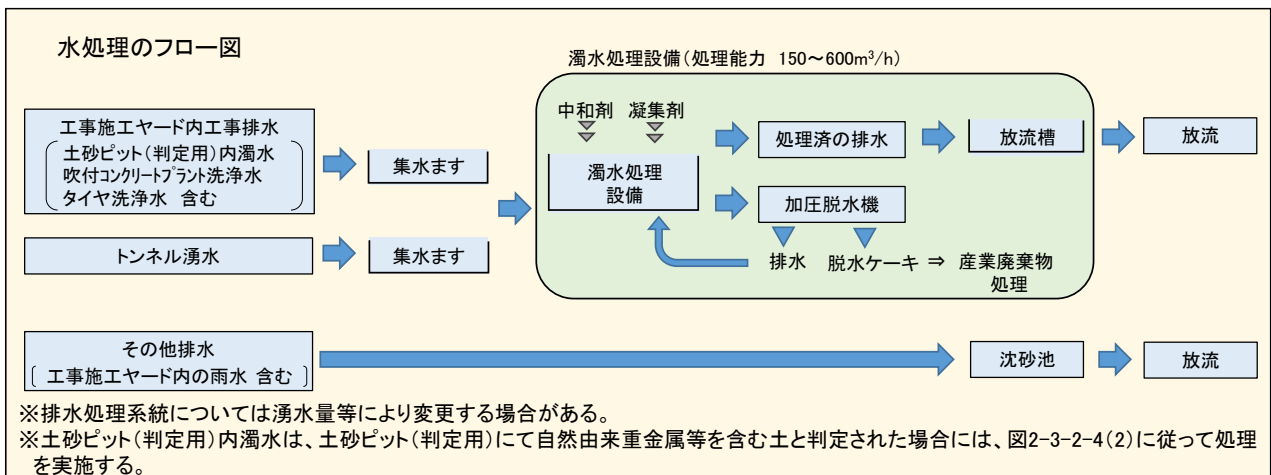 水処理のフロー図
濁水処理設備(処理能力 150~600m³/h)
工事施工ヤード内工事排水
土砂ピット(判定用)内濁水
吹付コンクリートプラント洗浄水
タイヤ洗浄水 含む
集水ます
トンネル湧水
集水ます
中和剤 凝集剤
濁水処理
設備
処理済の排水
放流槽
放流
加圧脱水機
排水 脱水ケーキ ⇒ 産業廃棄物
処理
その他排水
[ 工事施工ヤード内の雨水 含む ]
沈砂池
放流
※排水処理系統については湧水量等により変更する場合がある。
※土砂ピット(判定用)内濁水は、土砂ピット(判定用)にて自然由来重金属等を含む土と判定された場合には、図2-3-2-4(2)に従って処理
を実施する。